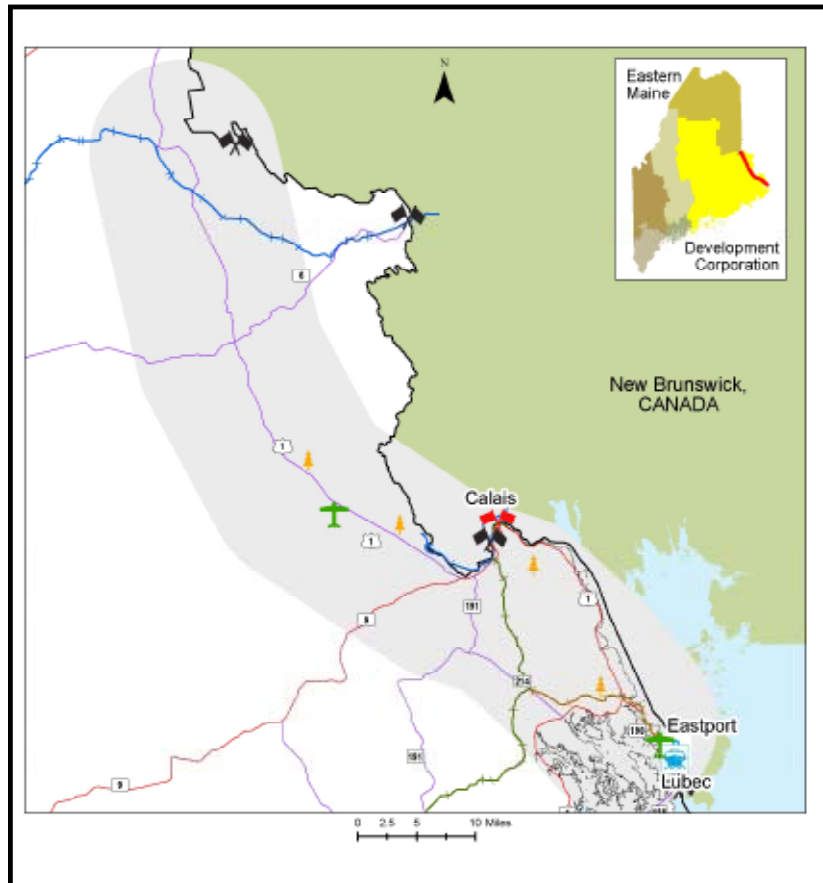 N
Eastern
Maine
Development
Corporation
6
New Brunswick,
CANADA
1
Calais
1
1
9
191
214
190
Eastport
191
Lubec
9
0 2.5 5 10 Miles